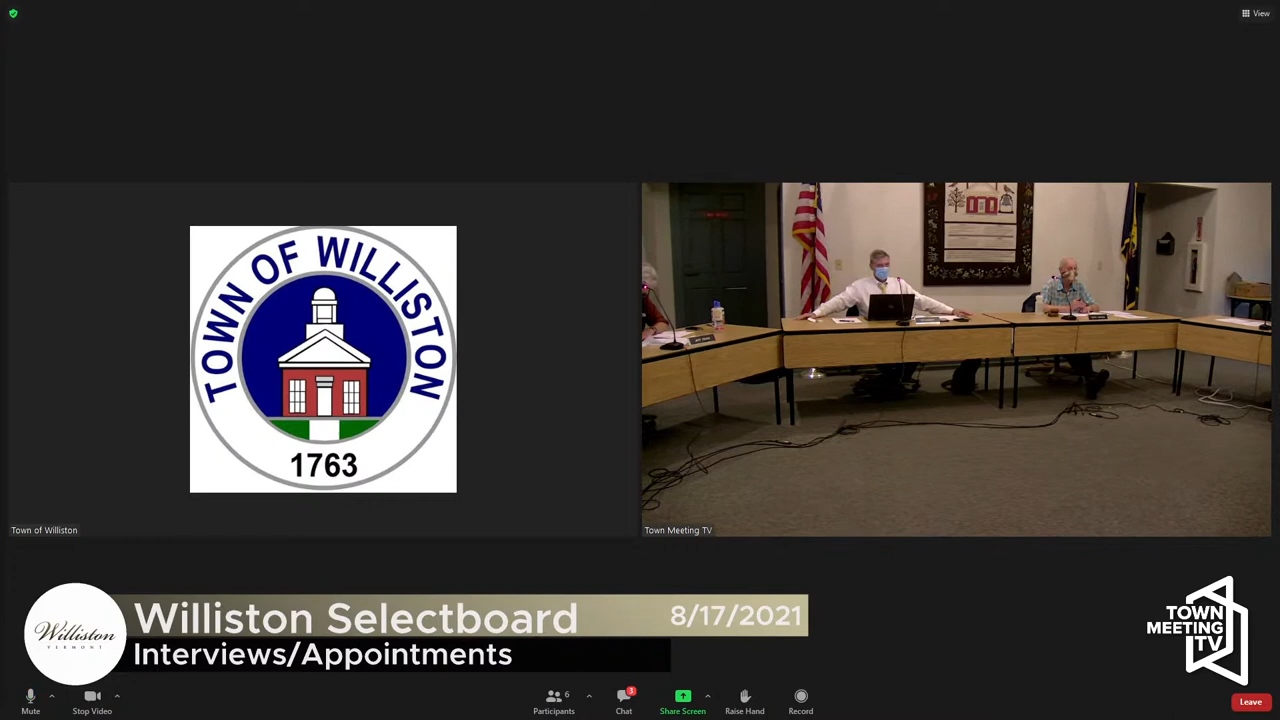 View
TOWN OF WILLISTON
1763
Town of Williston
Town Meeting TV
Williston Selectboard
8/17/2021
Interviews/Appointments
Williston
VERMONT
TOWN
MEETING
TV
Mute
Stop Video
Participants
6
Chat
3
Share Screen
Raise Hand
Record
Leave